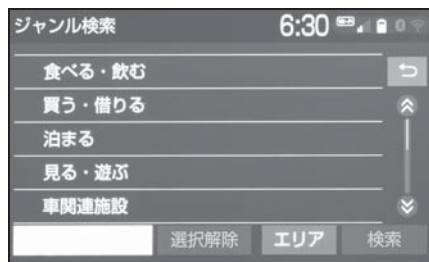 ジャンル検索 6:30 0
食べる・飲む
買う・借りる
泊まる
見る・遊ぶ
車関連施設
選択解除 エリア 検索